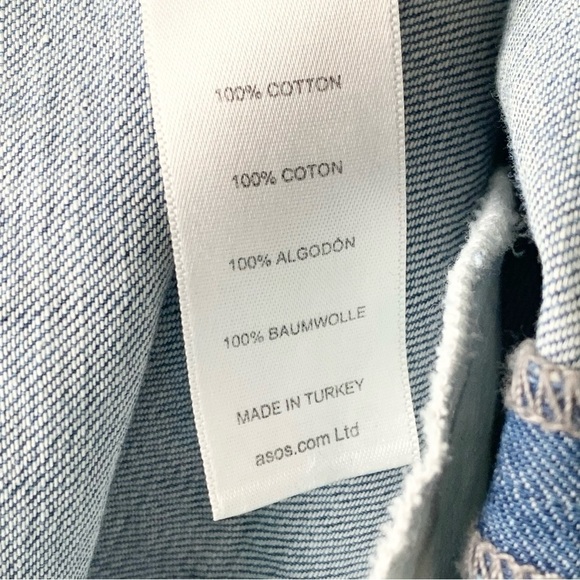 100% COTTON
100% COTON
100% ALGODÓN
100% BAUMWOLLE
MADE IN TURKEY
asos.com Ltd